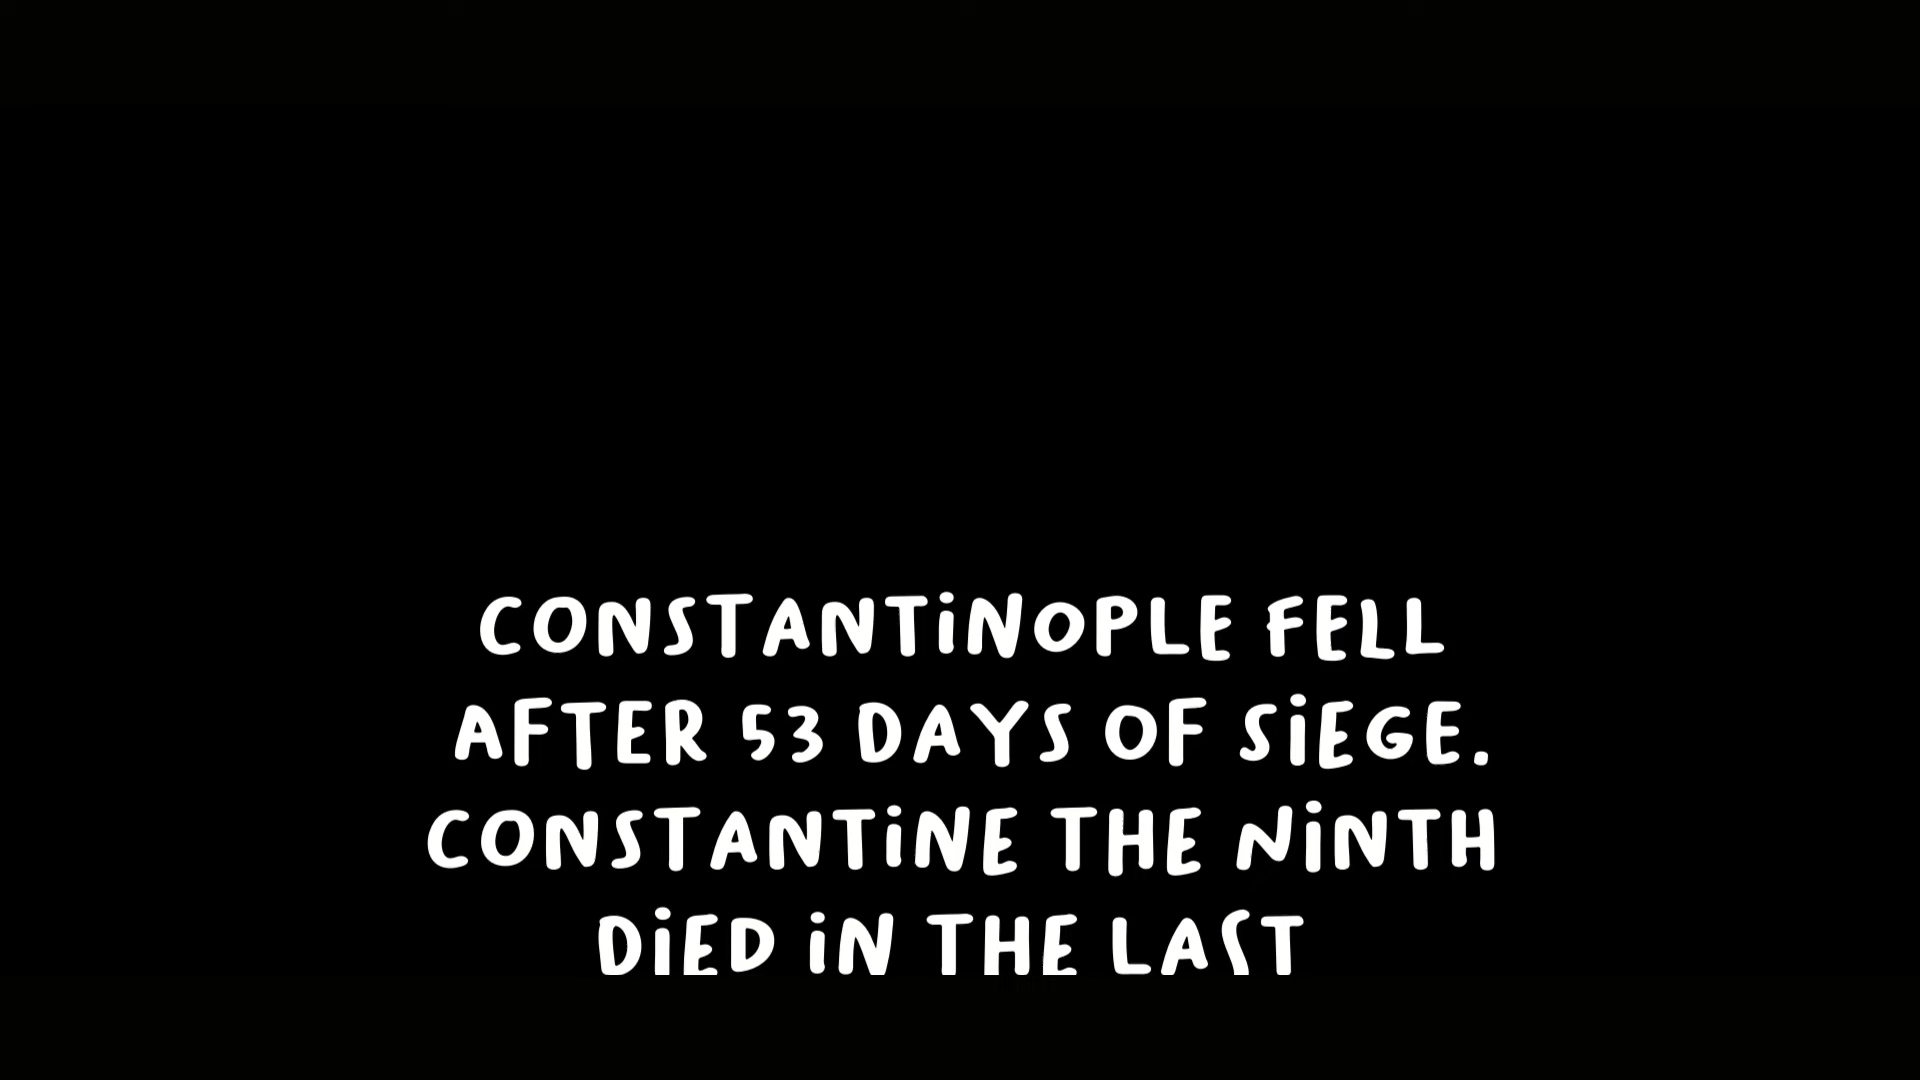 CONSTANTINOPLE FELL
AFTER 53 DAYS OF SIEGE.
CONSTANTINE THE NINTH
DIED IN THE LAST